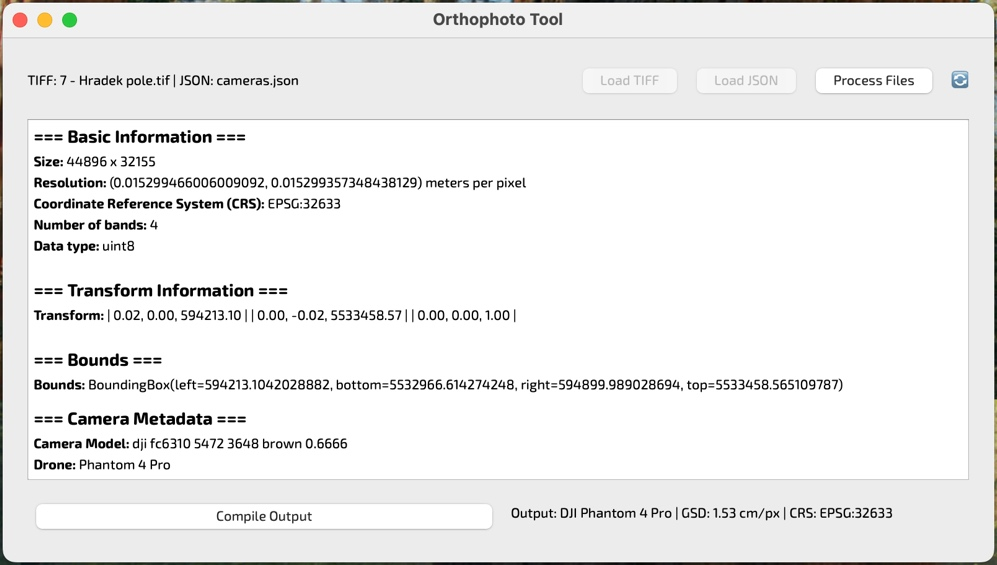 Orthophoto Tool
TIFF: 7 - Hradek pole.tif | JSON: cameras.json
Load TIFF
Load JSON
Process Files
=== Basic Information ===
Size: 44896 x 32155
Resolution: (0.015299466006009092, 0.015299357348438129) meters per pixel
Coordinate Reference System (CRS): EPSG:32633
Number of bands: 4
Data type: uint8
=== Transform Information ===
Transform: | 0.02, 0.00, 594213.10 | | 0.00, -0.02, 5533458.57 | | 0.00, 0.00, 1.00 |
=== Bounds ===
Bounds: BoundingBox(left=594213.1042028882, bottom=5532966.614274248, right=594899.989028694, top=5533458.565109787)
=== Camera Metadata ===
Camera Model: dji fc6310 5472 3648 brown 0.6666
Drone: Phantom 4 Pro
Compile Output
Output: DJI Phantom 4 Pro | GSD: 1.53 cm/px | CRS: EPSG:32633